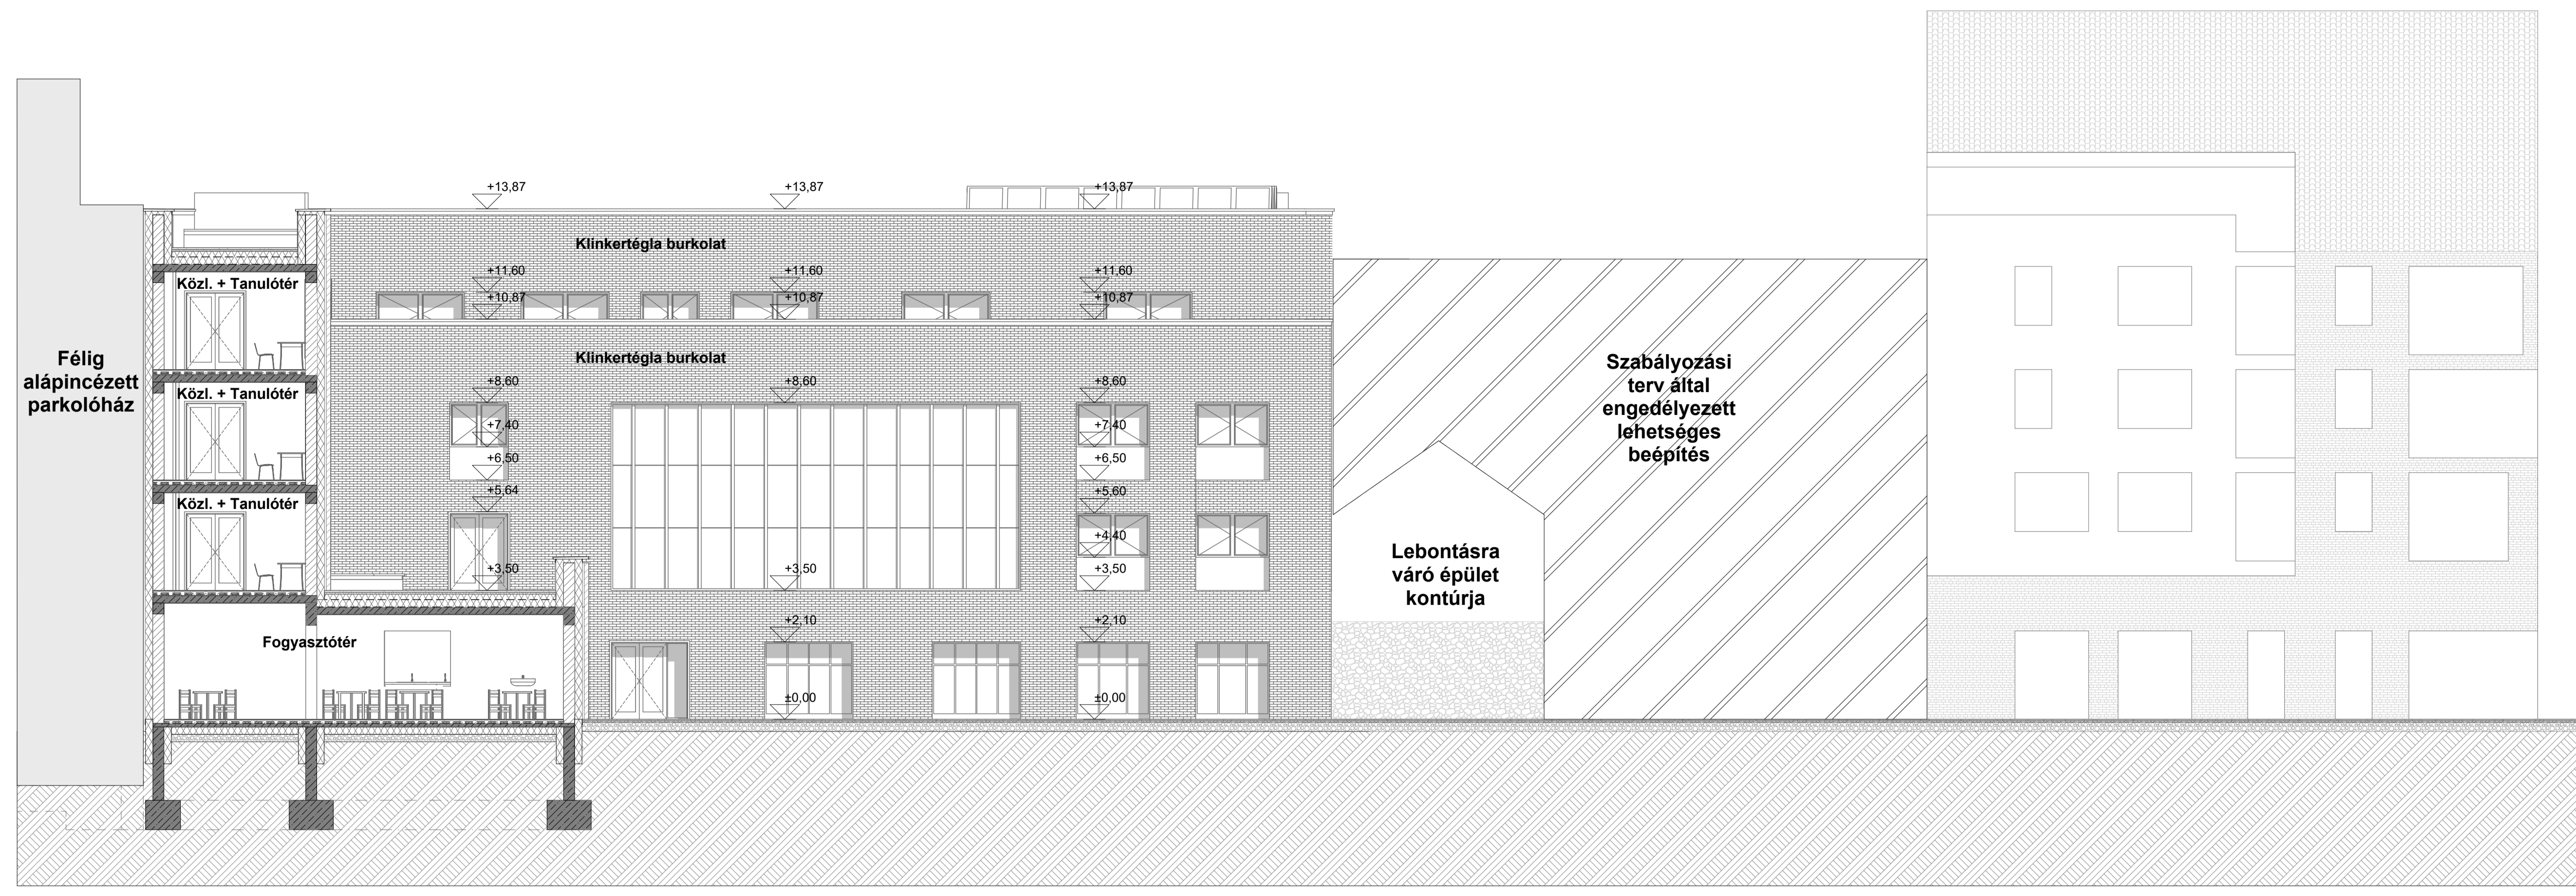 +13,87
+13,87
+13,87
Klinkertégla burkolat
+11,60
+11,60
+11,60
Közl. + Tanulótér
+10,87
+10,87
+10,87
Félig
alápincézett
parkolóház
Klinkertégla burkolat
Szabályozási
terv által
engedélyezett
lehetséges
beépítés
+8,60
+8,60
+8,60
Közl. + Tanulótér
+7,40
+7,40
+6,50
+6,50
+5,64
+5,60
Közl. + Tanulótér
+4,40
Lebontásra
váró épület
kontúrja
+3,50
+3,50
+3,50
+2,10
+2,10
Fogyasztótér
±0,00
±0,00